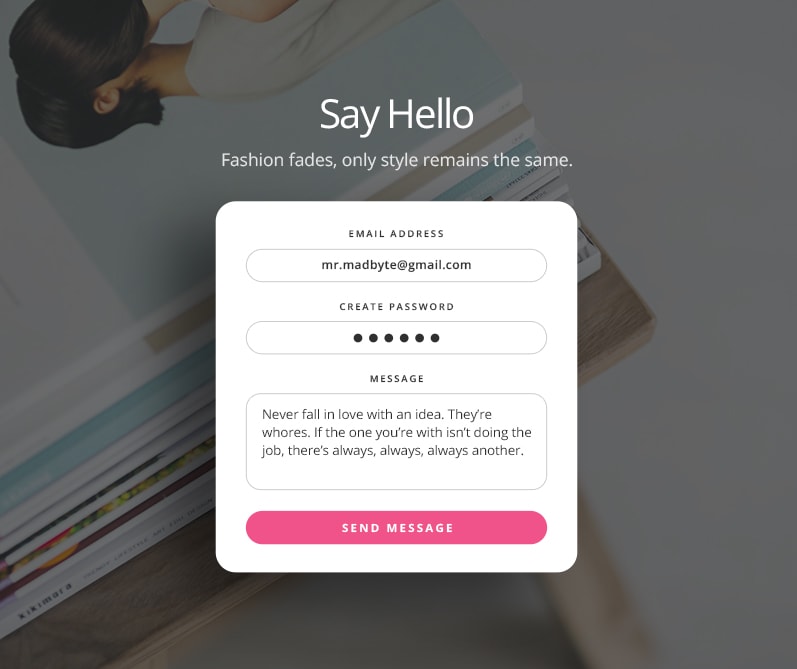 Say Hello
Fashion fades, only style remains the same.
EMAIL ADDRESS
mr.madbyte@gmail.com
CREATE PASSWORD
●●●●●●
MESSAGE
Never fall in love with an idea. They’re
whores. If the one you’re with isn’t doing the
job, there’s always, always, always another.
SEND MESSAGE
kikimara